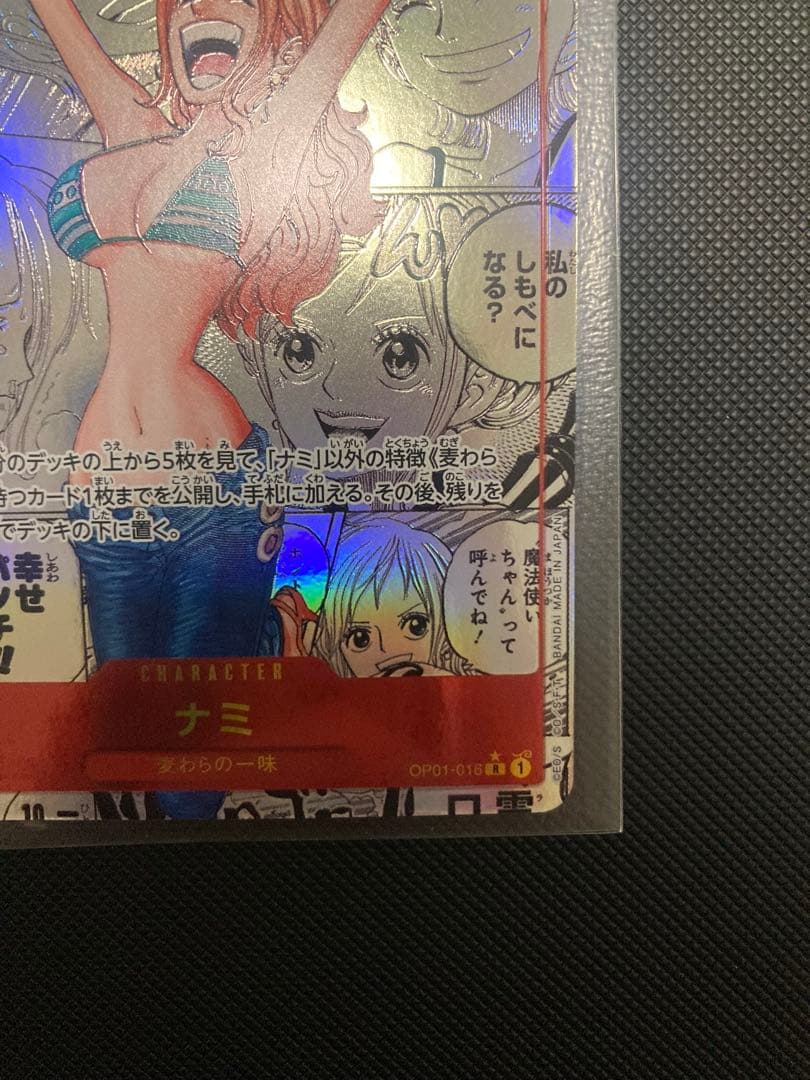 私の
しもべに
なる?
分のデッキの上から5枚を見て、「ナミ」以外の特徴《麦わら
持つカード1枚までを公開し、手札に加える。その後、残りを
でデッキの下に置く。
"魔法使い
ちゃん"って
呼んでね!
幸せ
パンチ
!!
CHARACTER
ナミ
麦わらの一味
OP01-016 R 1
©E.O/S ©O/S・F・T BANDAI MADE IN JAPAN